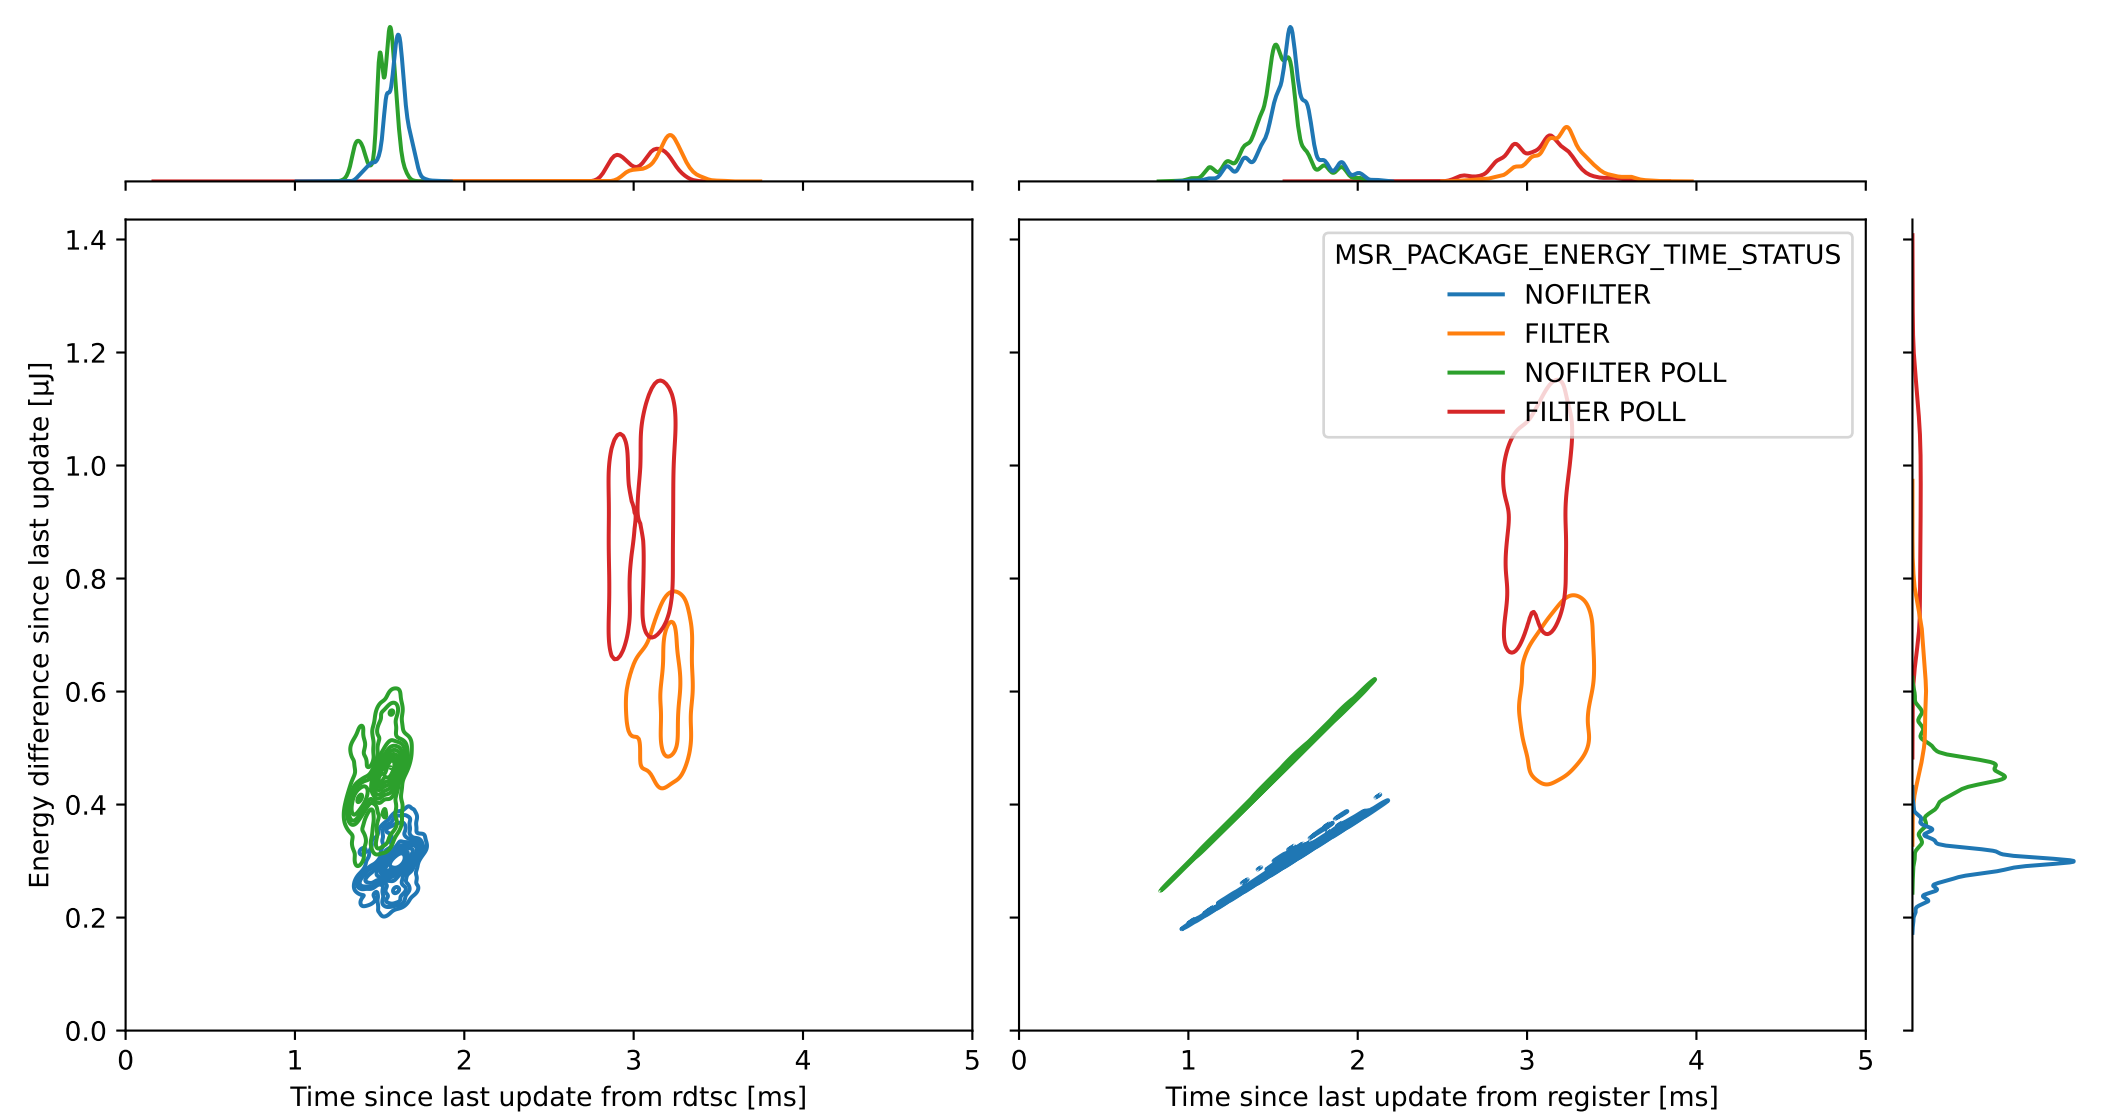 MSR_PACKAGE_ENERGY_TIME_STATUS
NOFILTER
FILTER
NOFILTER POLL
FILTER POLL
Energy difference since last update [µJ]
1.4
1.2
1.0
0.8
0.6
0.4
0.2
0.0
0 1 2 3 4 5
0 1 2 3 4 5
Time since last update from rdtsc [ms]
Time since last update from register [ms]